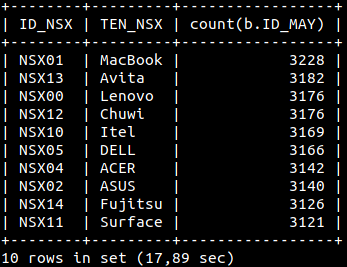 +--------+----------+-----------------+
| ID_NSX | TEN_NSX | count(b.ID_MAY) |
+--------+----------+-----------------+
| NSX01 | MacBook | 3228 |
| NSX13 | Avita | 3182 |
| NSX00 | Lenovo | 3176 |
| NSX12 | Chuwi | 3176 |
| NSX10 | Itel | 3169 |
| NSX05 | DELL | 3166 |
| NSX04 | ACER | 3142 |
| NSX02 | ASUS | 3140 |
| NSX14 | Fujitsu | 3126 |
| NSX11 | Surface | 3121 |
+--------+----------+-----------------+
10 rows in set (17,89 sec)